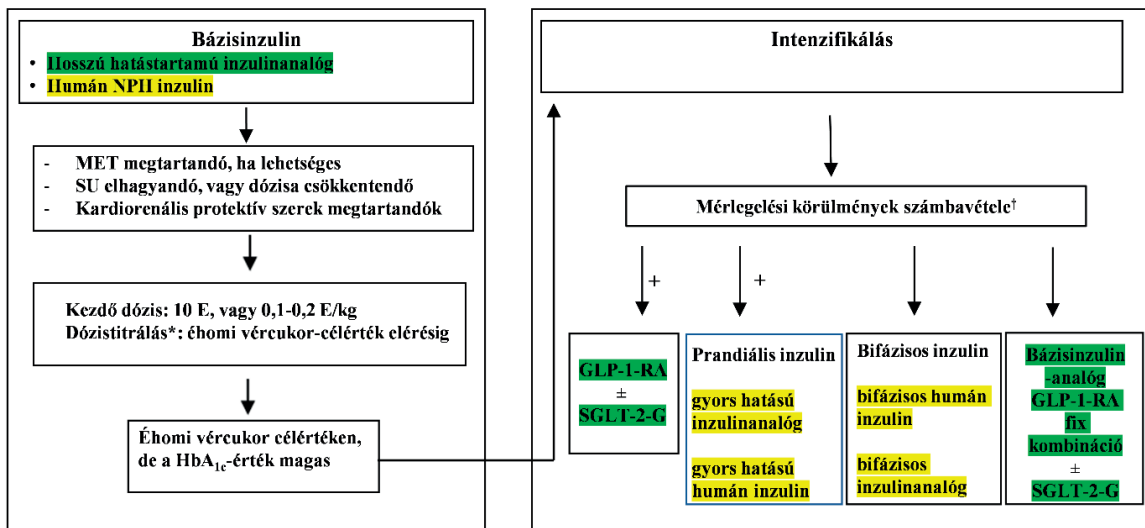 Bázisinzulin
• Hosszú hatástartamú inzulinanalóg
• Humán NPH inzulin
- MET megtartandó, ha lehetséges
- SU elhagyandó, vagy dózisa csökkentendő
- Kardiorenális protektív szerek megtartandók
Kezdő dózis: 10 E, vagy 0,1-0,2 E/kg
Dózistitrálás*: éhomi vércukor-célérték elérésig
Éhomi vércukor célértéken,
de a HbA1c-érték magas
Intenzifikálás
Mérlegelési körülmények számbavétele†
+
+
GLP-1-RA
±
SGLT-2-G
Prandiális inzulin
gyors hatású
inzulinanalóg
gyors hatású
humán inzulin
Bifázisos inzulin
bifázisos humán
inzulin
bifázisos
inzulinanalóg
Bázisinzulin
-analóg
GLP-1-RA
fix
kombináció
±
SGLT-2-G